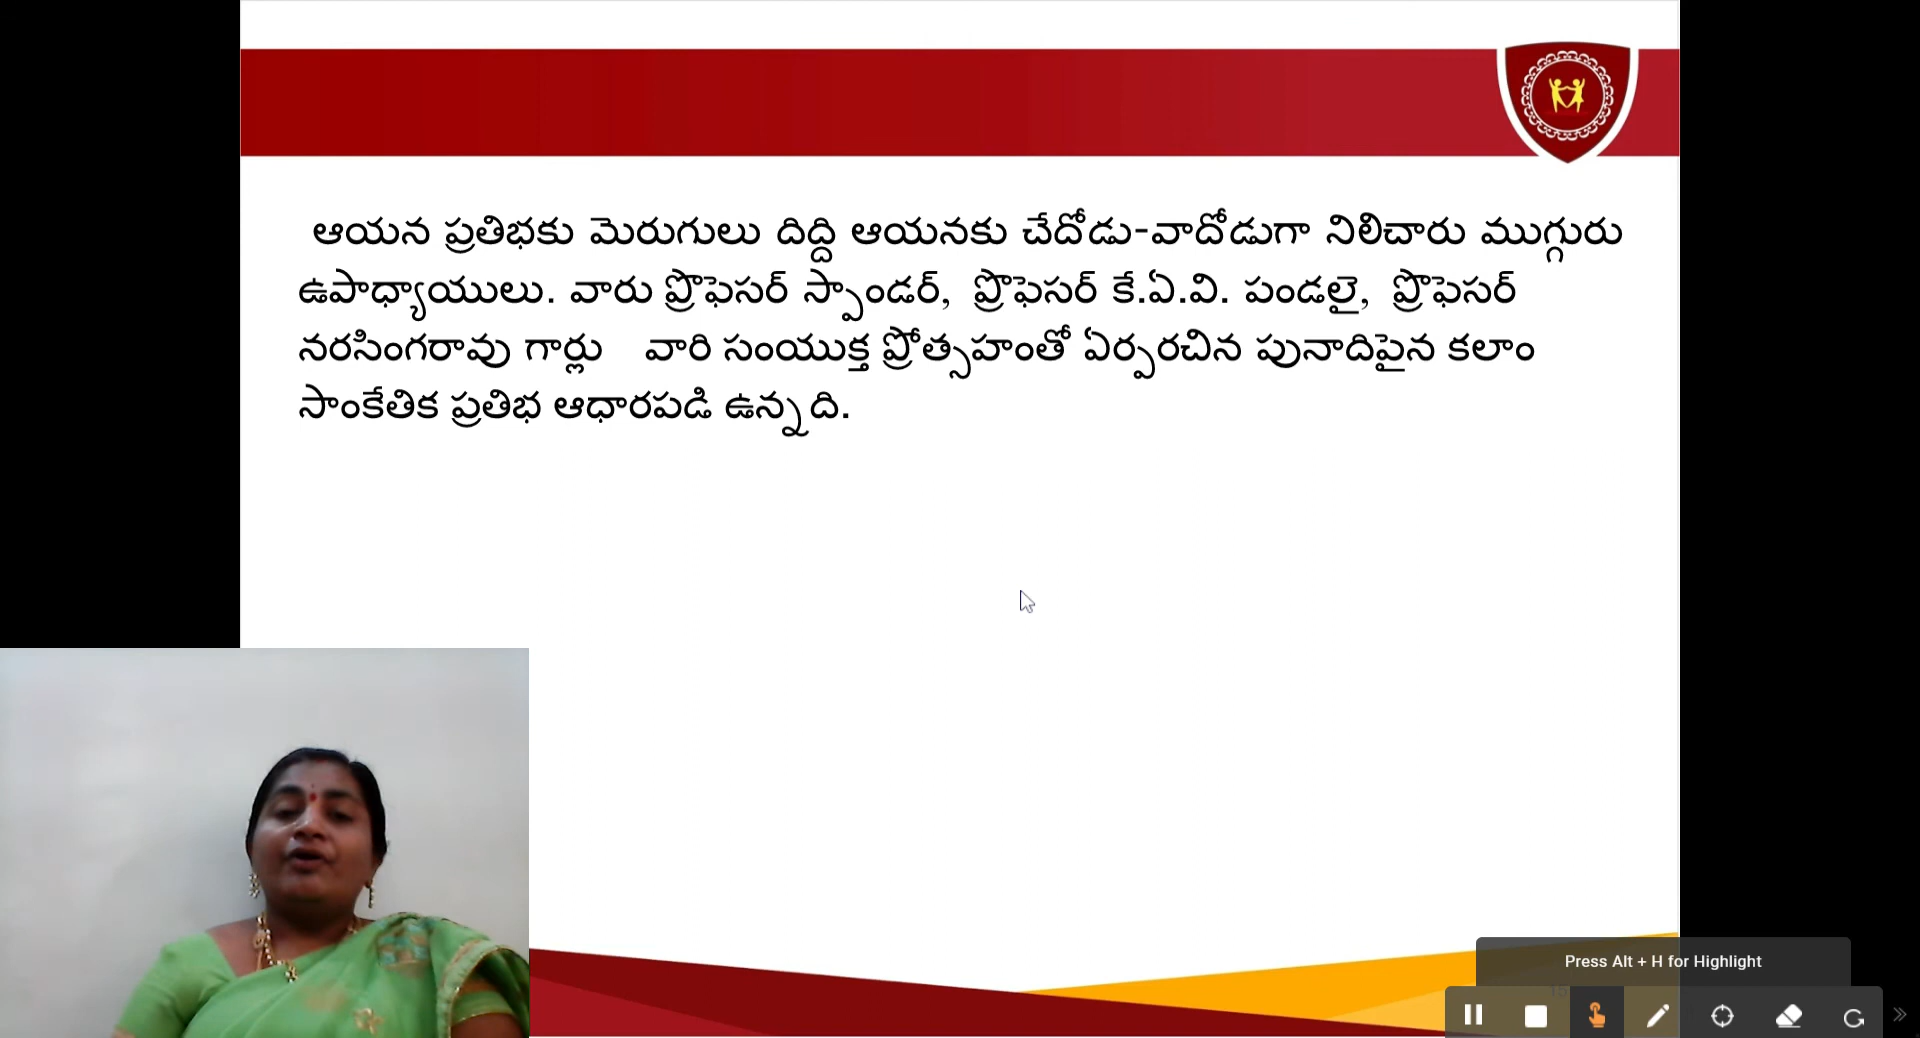 ఆయన ప్రతిభకు మెరుగులు దిద్ది ఆయనకు చేదోడు-వాదోడుగా నిలిచారు ముగ్గురు
ఉపాధ్యాయులు. వారు ప్రొఫెసర్ స్పాండర్, ప్రొఫెసర్ కే.ఏ.వి. పండలై, ప్రొఫెసర్
నరసింగరావు గార్లు వారి సంయుక్త ప్రోత్సహంతో ఏర్పరచిన పునాదిపైన కలాం
సాంకేతిక ప్రతిభ ఆధారపడి ఉన్నది.
Press Alt + H for Highlight